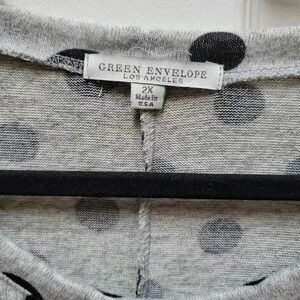 GREEN ENVELOPE
LOS ANGELES
2X
Made In
U.S.A